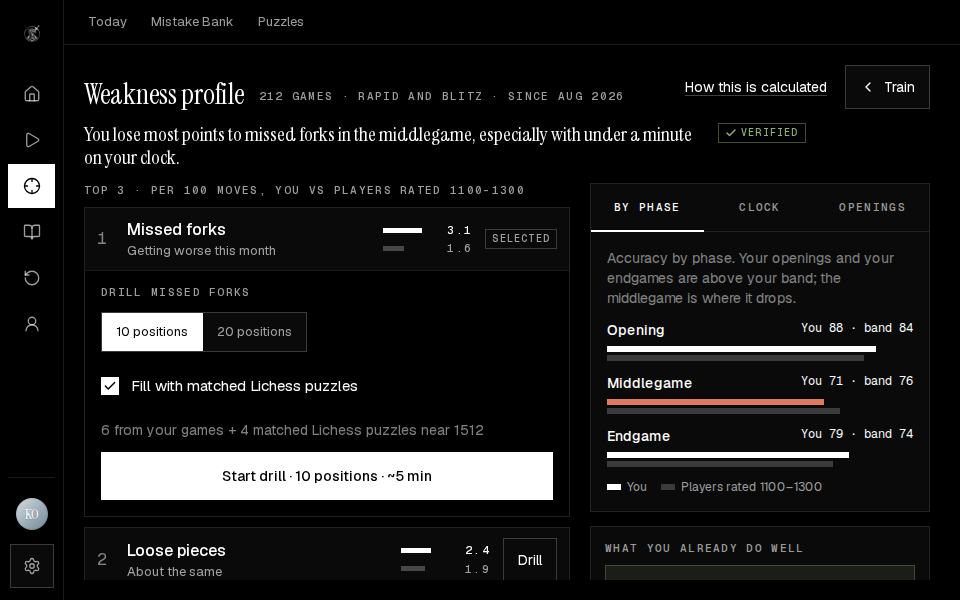 Today Mistake Bank Puzzles
Weakness profile 212 GAMES · RAPID AND BLITZ · SINCE AUG 2026
How this is calculated
Train
You lose most points to missed forks in the middlegame, especially with under a minute
on your clock.
VERIFIED
TOP 3 · PER 100 MOVES, YOU VS PLAYERS RATED 1100-1300
1
Missed forks
Getting worse this month
3.1
1.6
SELECTED
DRILL MISSED FORKS
10 positions 20 positions
Fill with matched Lichess puzzles
6 from your games + 4 matched Lichess puzzles near 1512
Start drill · 10 positions · ~5 min
2
Loose pieces
About the same
2.4
1.9
Drill
BY PHASE CLOCK OPENINGS
Accuracy by phase. Your openings and your
endgames are above your band; the
middlegame is where it drops.
Opening You 88 · band 84
Middlegame You 71 · band 76
Endgame You 79 · band 74
You Players rated 1100–1300
WHAT YOU ALREADY DO WELL
KO